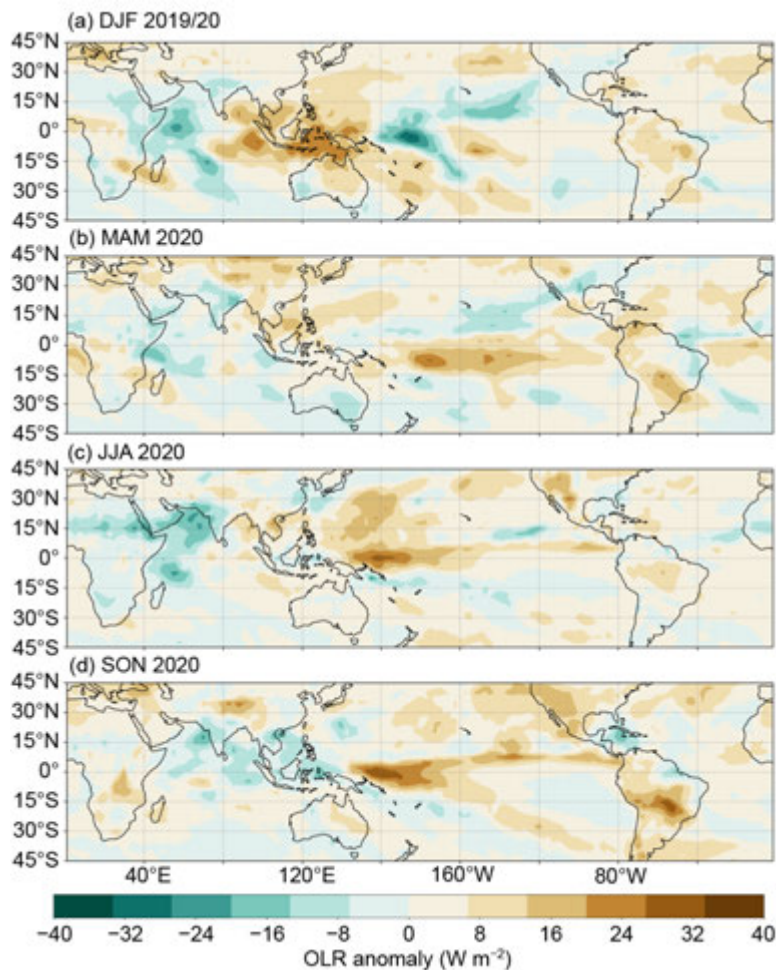 (a) DJF 2019/20
45°N
30°N
15°N
0°
15°S
30°S
45°S
(b) MAM 2020
45°N
30°N
15°N
0°
15°S
30°S
45°S
(c) JJA 2020
45°N
30°N
15°N
0°
15°S
30°S
45°S
(d) SON 2020
45°N
30°N
15°N
0°
15°S
30°S
45°S
40°E 120°E 160°W 80°W
−40 −32 −24 −16 −8 0 8 16 24 32 40
OLR anomaly (W m⁻²)